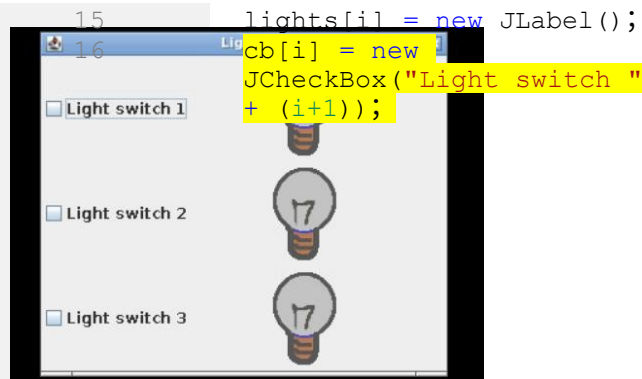 15 lights[i] = new JLabel();
16 cb[i] = new
JCheckBox("Light switch "
+ (i+1));
Lig
Light switch 1
Light switch 2
Light switch 3